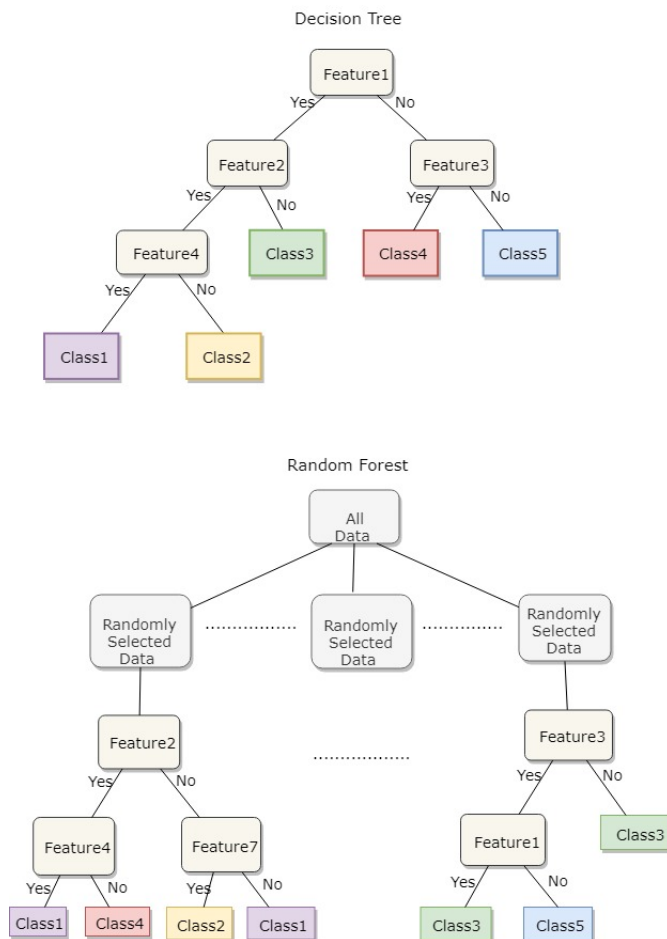 Decision Tree
Feature1
Yes
No
Feature2
Feature3
Yes
No
Yes
No
Feature4
Class3
Class4
Class5
Yes
No
Class1
Class2
Random Forest
All
Data
Randomly
Selected
Data
Randomly
Selected
Data
Randomly
Selected
Data
Feature2
Feature3
Yes
No
Yes
No
Feature4
Feature7
Feature1
Class3
Yes
No
Yes
No
Yes
No
Class1
Class4
Class2
Class1
Class3
Class5